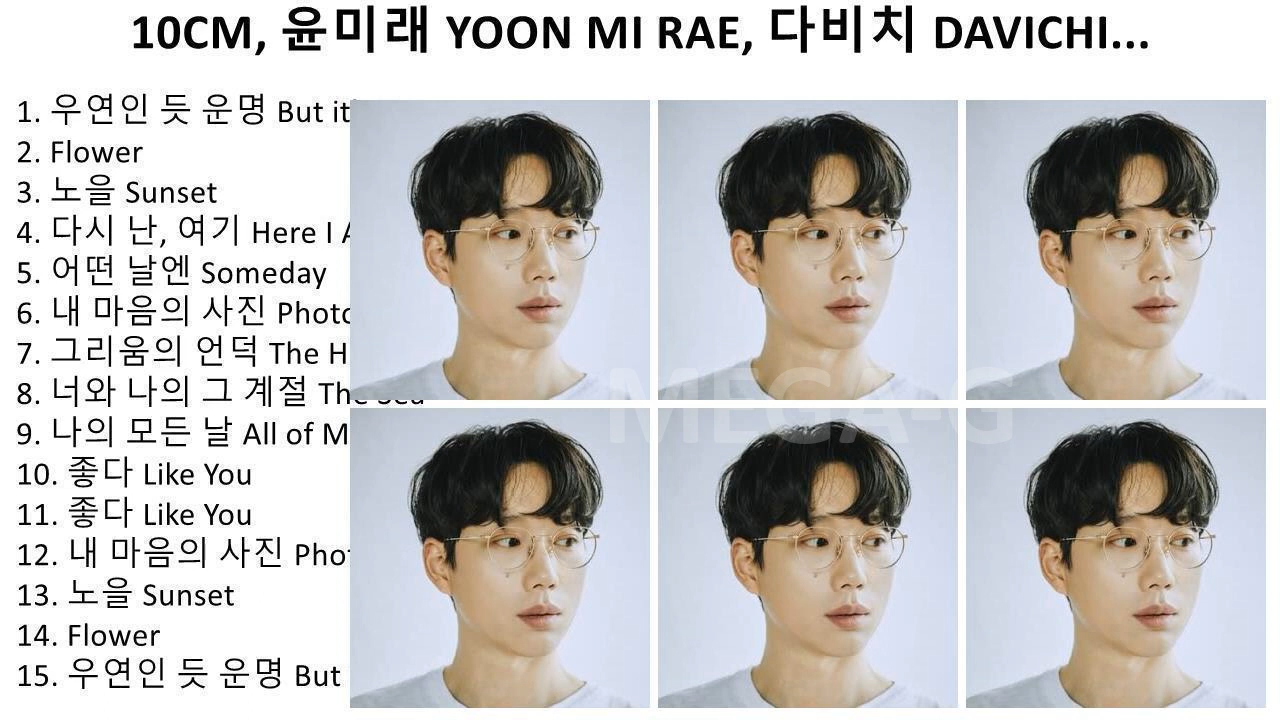 10CM, 윤미래 YOON MI RAE, 다비치 DAVICHI...
1. 우연인 듯 운명 But it
2. Flower
3. 노을 Sunset
4. 다시 난, 여기 Here I
5. 어떤 날엔 Someday
6. 내 마음의 사진 Photo
7. 그리움의 언덕 The H
8. 너와 나의 그 계절 The Sea
9. 나의 모든 날 All of M
10. 좋다 Like You
11. 좋다 Like You
12. 내 마음의 사진 Pho
13. 노을 Sunset
14. Flower
15. 우연인 듯 운명 But
MEGA-G